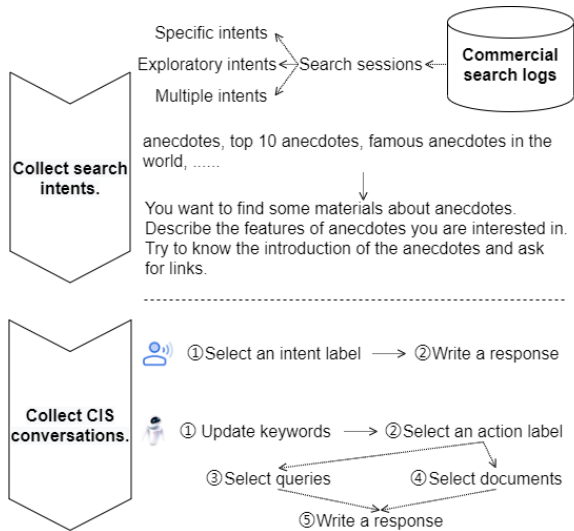 Specific intents
Exploratory intents
Search sessions
Multiple intents
Commercial
search logs
Collect search
intents.
anecdotes, top 10 anecdotes, famous anecdotes in the
world, ......
You want to find some materials about anecdotes.
Describe the features of anecdotes you are interested in.
Try to know the introduction of the anecdotes and ask
for links.
Collect CIS
conversations.
①Select an intent label
②Write a response
① Update keywords
②Select an action label
③Select queries
④Select documents
⑤Write a response